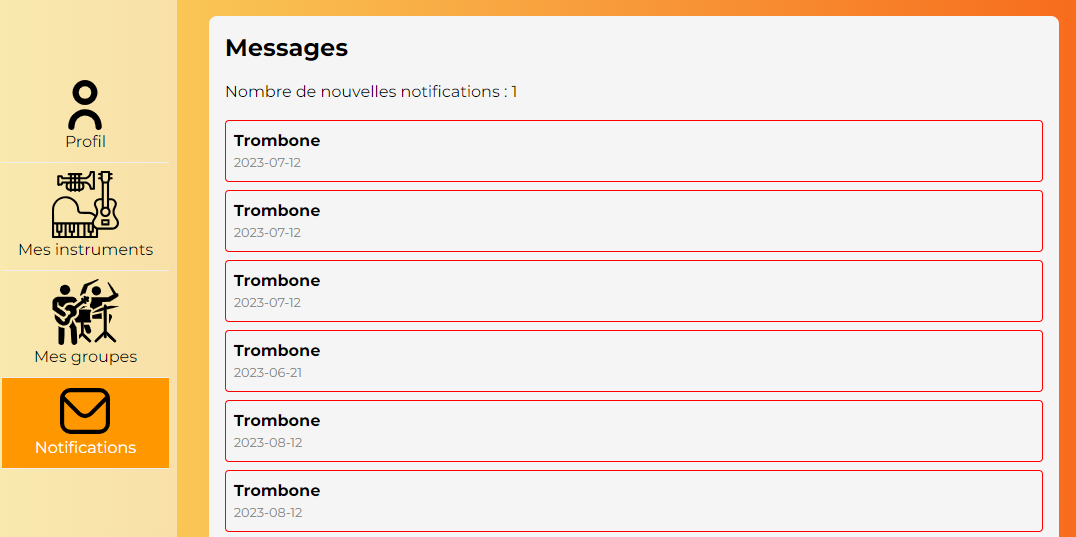 Profil
Mes instruments
Mes groupes
Notifications
Messages
Nombre de nouvelles notifications : 1
Trombone
2023-07-12
Trombone
2023-07-12
Trombone
2023-07-12
Trombone
2023-06-21
Trombone
2023-08-12
Trombone
2023-08-12